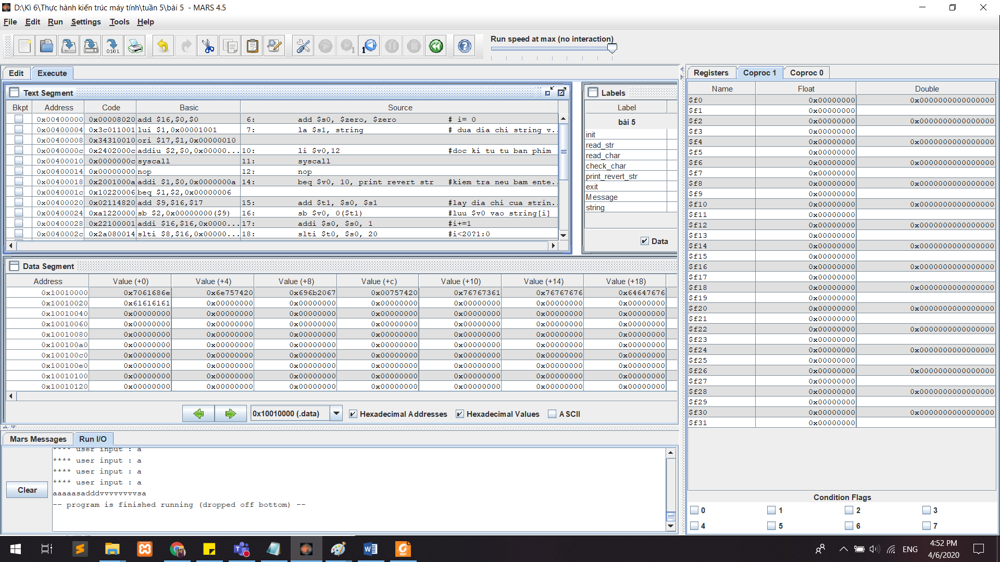 D:\Kì 6\Thực hành kiến trúc máy tính\tuần 5\bài 5 - MARS 4.5
File Edit Run Settings Tools Help
Run speed at max (no interaction)
Edit Execute
Text Segment
Bkpt Address Code Basic Source
0x00400000 0x00008020 add $16,$0,$0 6: add $s0, $zero, $zero # i= 0
0x00400004 0x3c011001 lui $1,0x00001001 7: la $s1, string # dua dia chi string v...
0x00400008 0x34310010 ori $17,$1,0x00000010
0x0040000c 0x2402000c addiu $2,$0,0x00000... 10: li $v0,12 #doc ki tu tu ban phim
0x00400010 0x0000000c syscall 11: syscall
0x00400014 0x00000000 nop 12: nop
0x00400018 0x2001000a addi $1,$0,0x0000000a 14: beq $v0, 10, print_revert_str #kiem tra neu bam ente...
0x0040001c 0x10220006 beq $1,$2,0x00000006
0x00400020 0x02114820 add $9,$16,$17 15: add $t1, $s0, $s1 #lay dia chi cua strin...
0x00400024 0xa1220000 sb $2,0x00000000($9) 16: sb $v0, 0($t1) #luu $v0 vao string[i]
0x00400028 0x22100001 addi $16,$16,0x0000... 17: addi $s0, $s0, 1 #i+=1
0x0040002c 0x2a080014 slti $8,$16,0x00000... 18: slti $t0, $s0, 20 #i<20?1:0
Labels
Label
bài 5
init
read_str
read_char
check_char
print_revert_str
exit
Message
string
Data
Data Segment
Address Value (+0) Value (+4) Value (+8) Value (+c) Value (+10) Value (+14) Value (+18)
0x10010000 0x7061686e 0x6e757420 0x696b2067 0x00757420 0x76767361 0x76767676 0x64647676
0x10010020 0x61616161 0x00000000 0x00000000 0x00000000 0x00000000 0x00000000 0x00000000
0x10010040 0x00000000 0x00000000 0x00000000 0x00000000 0x00000000 0x00000000 0x00000000
0x10010060 0x00000000 0x00000000 0x00000000 0x00000000 0x00000000 0x00000000 0x00000000
0x10010080 0x00000000 0x00000000 0x00000000 0x00000000 0x00000000 0x00000000 0x00000000
0x100100a0 0x00000000 0x00000000 0x00000000 0x00000000 0x00000000 0x00000000 0x00000000
0x100100c0 0x00000000 0x00000000 0x00000000 0x00000000 0x00000000 0x00000000 0x00000000
0x100100e0 0x00000000 0x00000000 0x00000000 0x00000000 0x00000000 0x00000000 0x00000000
0x10010100 0x00000000 0x00000000 0x00000000 0x00000000 0x00000000 0x00000000 0x00000000
0x10010120 0x00000000 0x00000000 0x00000000 0x00000000 0x00000000 0x00000000 0x00000000
0x10010000 (.data) Hexadecimal Addresses Hexadecimal Values ASCII
Mars Messages Run I/O
Clear
**** user input : a
**** user input : a
**** user input : a
**** user input : a
aaaaasadddvvvvvvvvsa
-- program is finished running (dropped off bottom) --
Registers Coproc 1 Coproc 0
Name Float Double
$f0 0x00000000 0x0000000000000000
$f1 0x00000000
$f2 0x00000000 0x0000000000000000
$f3 0x00000000
$f4 0x00000000 0x0000000000000000
$f5 0x00000000
$f6 0x00000000 0x0000000000000000
$f7 0x00000000
$f8 0x00000000 0x0000000000000000
$f9 0x00000000
$f10 0x00000000 0x0000000000000000
$f11 0x00000000
$f12 0x00000000 0x0000000000000000
$f13 0x00000000
$f14 0x00000000 0x0000000000000000
$f15 0x00000000
$f16 0x00000000 0x0000000000000000
$f17 0x00000000
$f18 0x00000000 0x0000000000000000
$f19 0x00000000
$f20 0x00000000 0x0000000000000000
$f21 0x00000000
$f22 0x00000000 0x0000000000000000
$f23 0x00000000
$f24 0x00000000 0x0000000000000000
$f25 0x00000000
$f26 0x00000000 0x0000000000000000
$f27 0x00000000
$f28 0x00000000 0x0000000000000000
$f29 0x00000000
$f30 0x00000000 0x0000000000000000
$f31 0x00000000
Condition Flags
0 1 2 3
4 5 6 7
ENG
4:52 PM
4/6/2020